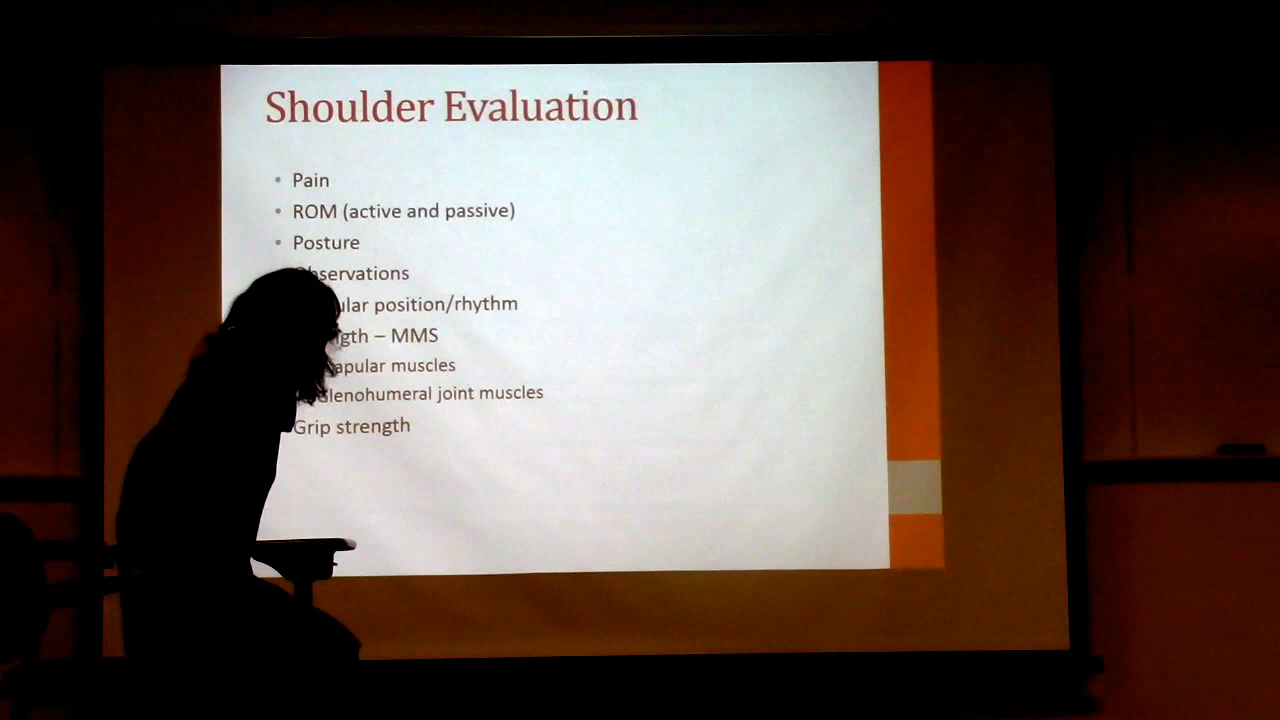 Shoulder Evaluation
• Pain
• ROM (active and passive)
• Posture
bservations
ular position/rhythm
gth – MMS
apular muscles
Glenohumeral joint muscles
Grip strength